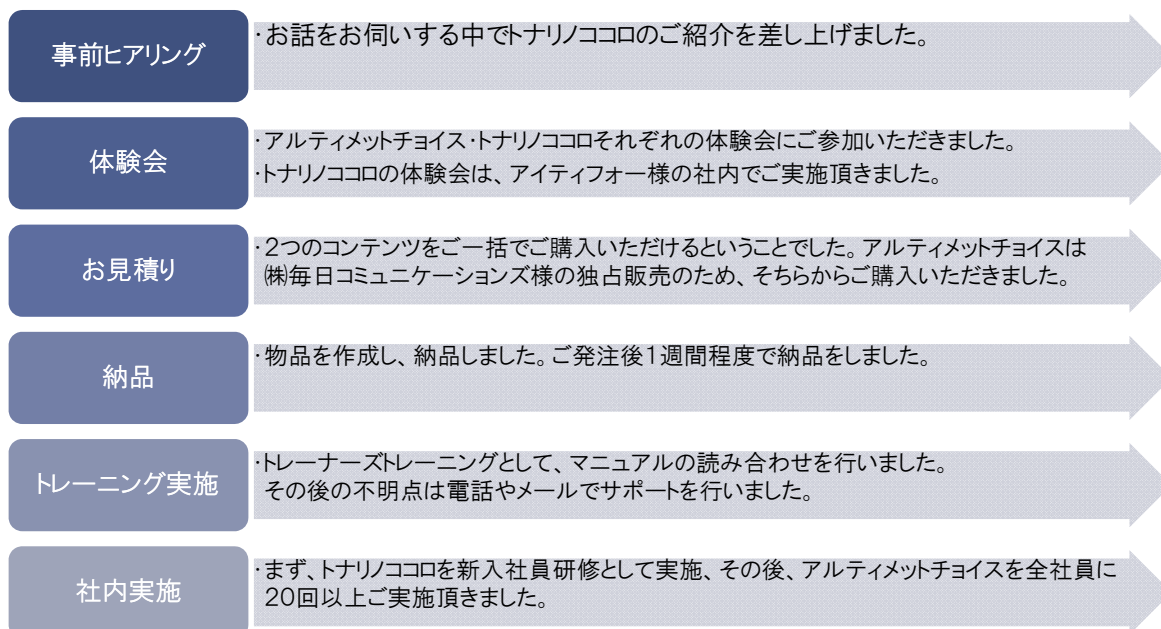 事前ヒアリング
・お話をお伺いする中でトナリノココロのご紹介を差し上げました。
体験会
・アルティメットチョイス・トナリノココロそれぞれの体験会にご参加いただきました。
・トナリノココロの体験会は、アイティフォー様の社内でご実施頂きました。
お見積り
・2つのコンテンツをご一括でご購入いただけるということでした。アルティメットチョイスは
㈱毎日コミュニケーションズ様の独占販売のため、そちらからご購入いただきました。
納品
・物品を作成し、納品しました。ご発注後1週間程度で納品をしました。
トレーニング実施
・トレーナーズトレーニングとして、マニュアルの読み合わせを行いました。
その後の不明点は電話やメールでサポートを行いました。
社内実施
・まず、トナリノココロを新入社員研修として実施、その後、アルティメットチョイスを全社員に
20回以上ご実施頂きました。